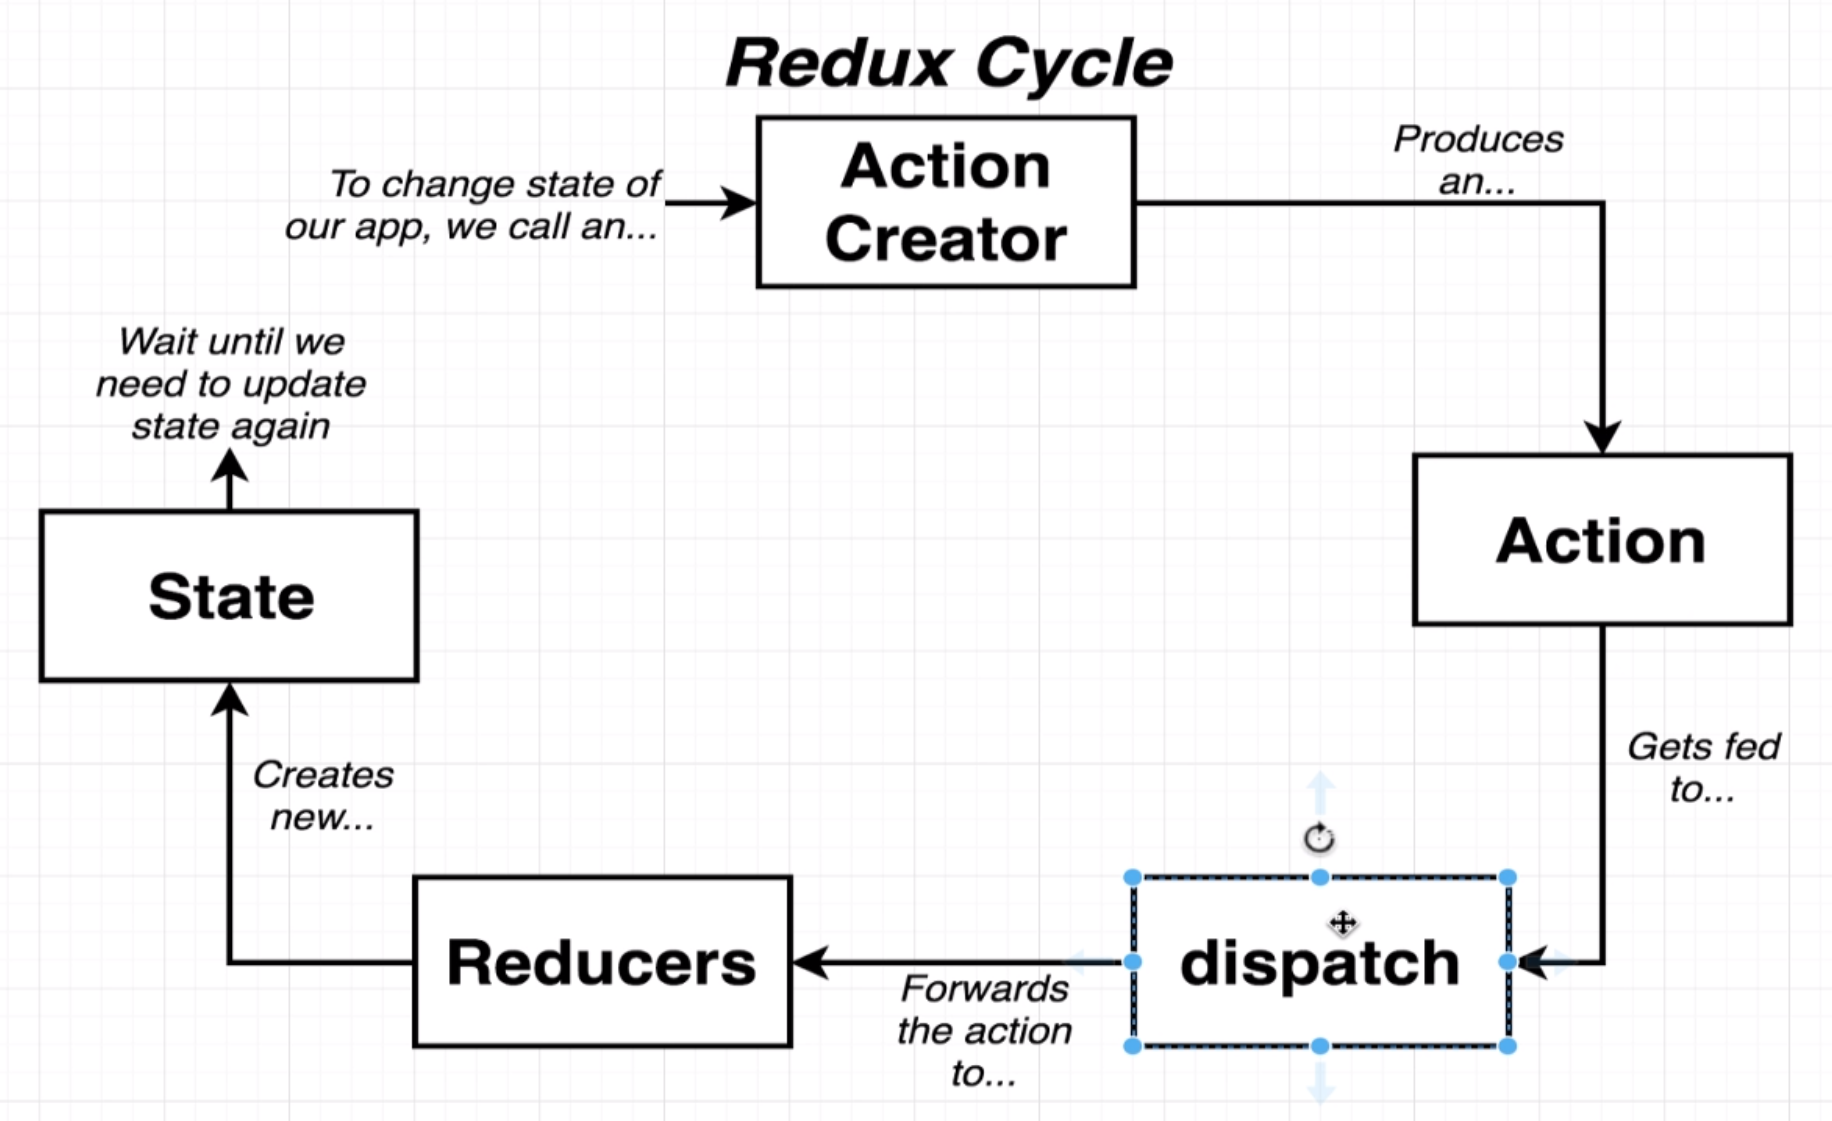 Redux Cycle
To change state of
our app, we call an...
Action
Creator
Produces
an...
Action
Gets fed
to...
dispatch
Forwards
the action
to...
Reducers
Creates
new...
State
Wait until we
need to update
state again